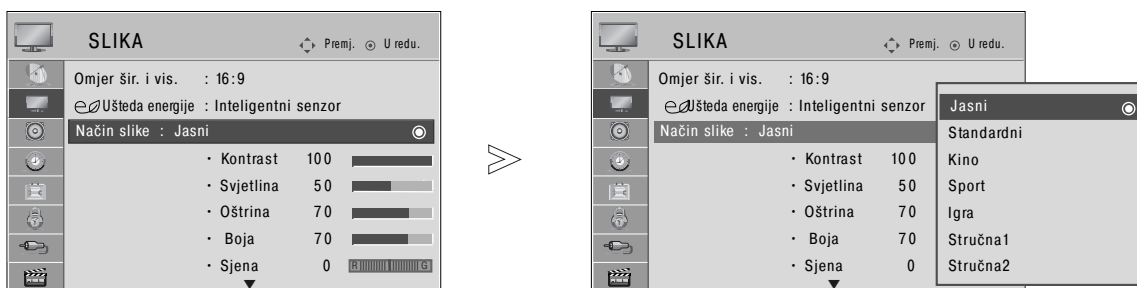 SLIKA
Premj. U redu.
Omjer šir. i vis. : 16:9
Ušteda energije : Inteligentni senzor
Način slike : Jasni
• Kontrast 100
• Svjetlina 50
• Oštrina 70
• Boja 70
• Sjena 0 R G
SLIKA
Premj. U redu.
Omjer šir. i vis. : 16:9
Ušteda energije : Inteligentni senzor
Način slike : Jasni
• Kontrast 100
• Svjetlina 50
• Oštrina 70
• Boja 70
• Sjena 0
Jasni
Standardni
Kino
Sport
Igra
Stručna1
Stručna2